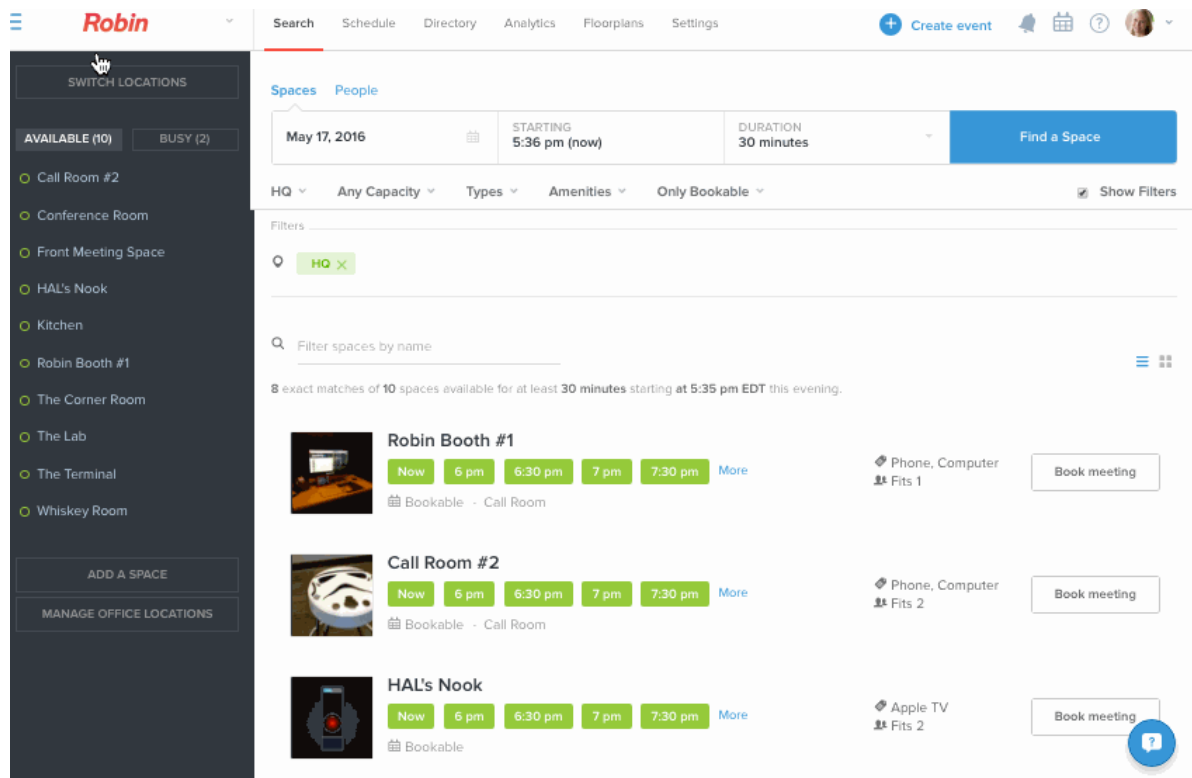 Robin
Search Schedule Directory Analytics Floorplans Settings
Create event
?
SWITCH LOCATIONS
AVAILABLE (10) BUSY (2)
Call Room #2
Conference Room
Front Meeting Space
HAL's Nook
Kitchen
Robin Booth #1
The Corner Room
The Lab
The Terminal
Whiskey Room
ADD A SPACE
MANAGE OFFICE LOCATIONS
Spaces People
May 17, 2016
STARTING
5:36 pm (now)
DURATION
30 minutes
Find a Space
HQ Any Capacity Types Amenities Only Bookable Show Filters
Filters
HQ
Filter spaces by name
8 exact matches of 10 spaces available for at least 30 minutes starting at 5:35 pm EDT this evening.
Robin Booth #1
Now 6 pm 6:30 pm 7 pm 7:30 pm More
Bookable - Call Room
Phone, Computer
Fits 1
Book meeting
Call Room #2
Now 6 pm 6:30 pm 7 pm 7:30 pm More
Bookable - Call Room
Phone, Computer
Fits 2
Book meeting
HAL's Nook
Now 6 pm 6:30 pm 7 pm 7:30 pm More
Bookable
Apple TV
Fits 2
Book meeting
?